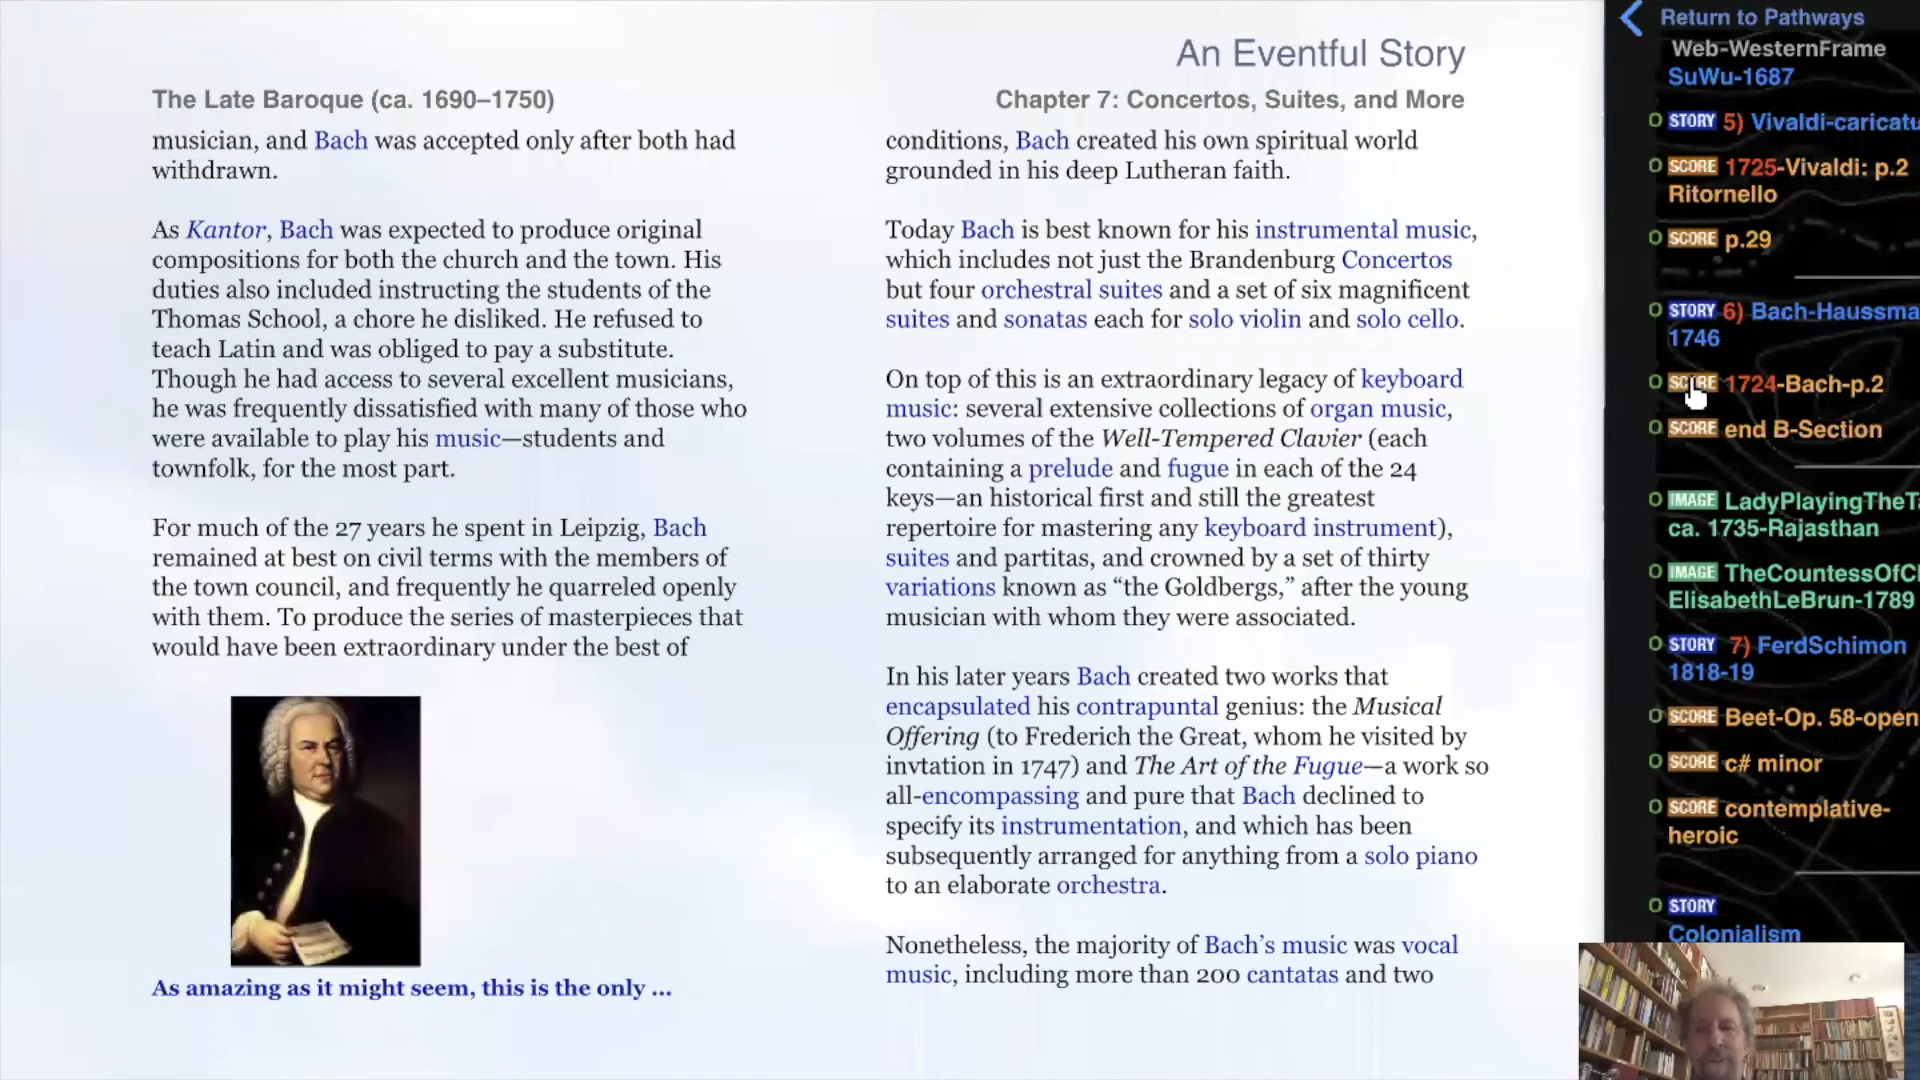 An Eventful Story
The Late Baroque (ca. 1690–1750)
Chapter 7: Concertos, Suites, and More
musician, and Bach was accepted only after both had
withdrawn.
As Kantor, Bach was expected to produce original
compositions for both the church and the town. His
duties also included instructing the students of the
Thomas School, a chore he disliked. He refused to
teach Latin and was obliged to pay a substitute.
Though he had access to several excellent musicians,
he was frequently dissatisfied with many of those who
were available to play his music—students and
townfolk, for the most part.
For much of the 27 years he spent in Leipzig, Bach
remained at best on civil terms with the members of
the town council, and frequently he quarreled openly
with them. To produce the series of masterpieces that
would have been extraordinary under the best of
As amazing as it might seem, this is the only ...
conditions, Bach created his own spiritual world
grounded in his deep Lutheran faith.
Today Bach is best known for his instrumental music,
which includes not just the Brandenburg Concertos
but four orchestral suites and a set of six magnificent
suites and sonatas each for solo violin and solo cello.
On top of this is an extraordinary legacy of keyboard
music: several extensive collections of organ music,
two volumes of the Well-Tempered Clavier (each
containing a prelude and fugue in each of the 24
keys—an historical first and still the greatest
repertoire for mastering any keyboard instrument),
suites and partitas, and crowned by a set of thirty
variations known as “the Goldbergs,” after the young
musician with whom they were associated.
In his later years Bach created two works that
encapsulated his contrapuntal genius: the Musical
Offering (to Frederich the Great, whom he visited by
invtation in 1747) and The Art of the Fugue—a work so
all-encompassing and pure that Bach declined to
specify its instrumentation, and which has been
subsequently arranged for anything from a solo piano
to an elaborate orchestra.
Nonetheless, the majority of Bach’s music was vocal
music, including more than 200 cantatas and two
Return to Pathways
Web-WesternFrame
SuWu-1687
STORY 5) Vivaldi-caricatu
SCORE 1725-Vivaldi: p.2
Ritornello
SCORE p.29
STORY 6) Bach-Haussma
1746
SCORE 1724-Bach-p.2
SCORE end B-Section
IMAGE LadyPlayingTheTa
ca. 1735-Rajasthan
IMAGE TheCountessOfCh
ElisabethLeBrun-1789
STORY 7) FerdSchimon
1818-19
SCORE Beet-Op. 58-open
SCORE c# minor
SCORE contemplative-
heroic
STORY
Colonialism